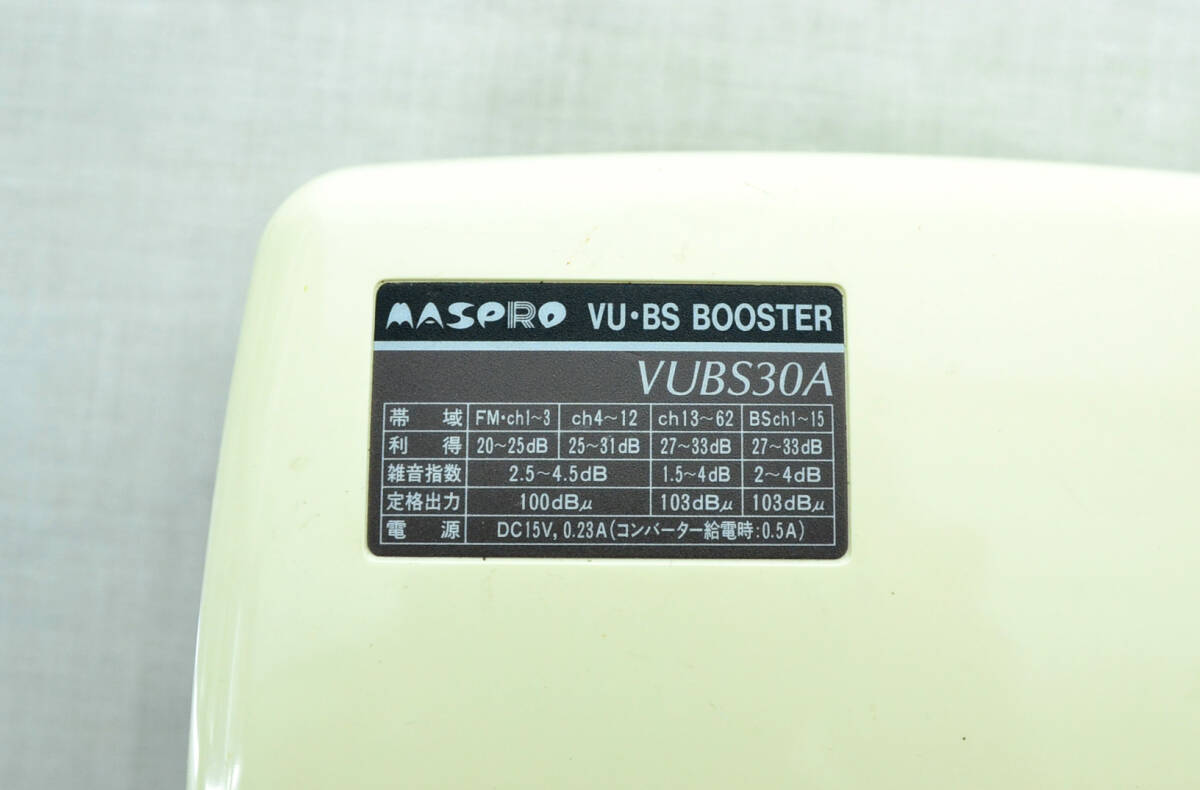 MASPRO VU・BS BOOSTER
VUBS30A
帯域 FM・ch1~3 ch4~12 ch13~62 BSch1~15
利得 20~25dB 25~31dB 27~33dB 27~33dB
雑音指数 2.5~4.5dB 1.5~4dB 2~4dB
定格出力 100dBμ 103dBμ 103dBμ
電源 DC15V, 0.23A(コンバーター給電時:0.5A)